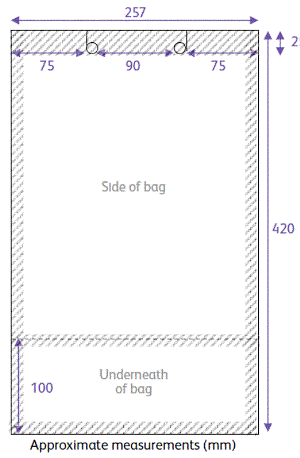 257
2
75
90
75
Side of bag
420
100
Underneath
of bag
Approximate measurements (mm)